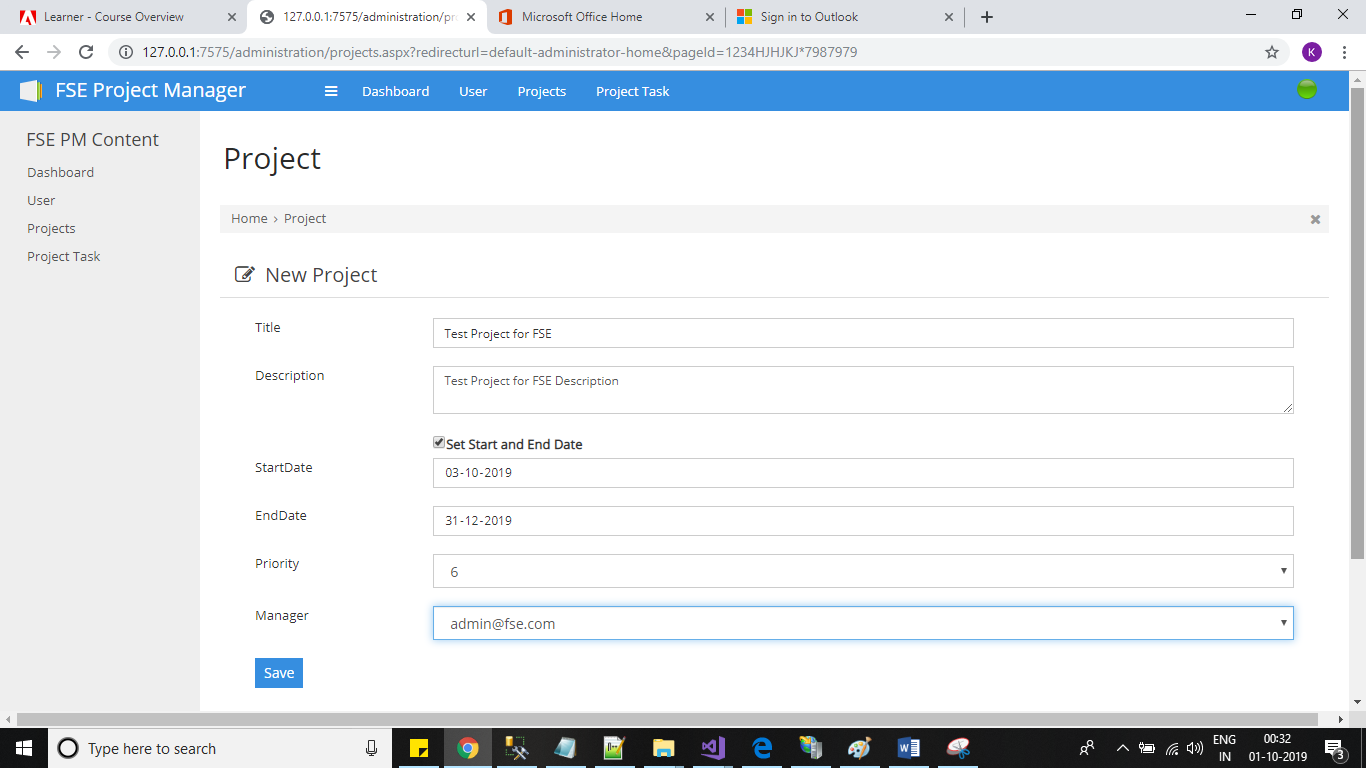 Learner - Course Overview
127.0.0.1:7575/administration/pro
Microsoft Office Home
Sign in to Outlook
127.0.0.1:7575/administration/projects.aspx?redirecturl=default-administrator-home&pageId=1234HJHJKJ*7987979
K
FSE Project Manager
Dashboard
User
Projects
Project Task
FSE PM Content
Dashboard
User
Projects
Project Task
Project
Home › Project
New Project
Title
Test Project for FSE
Description
Test Project for FSE Description
Set Start and End Date
StartDate
03-10-2019
EndDate
31-12-2019
Priority
6
Manager
admin@fse.com
Save
Type here to search
ENG
IN
00:32
01-10-2019
3